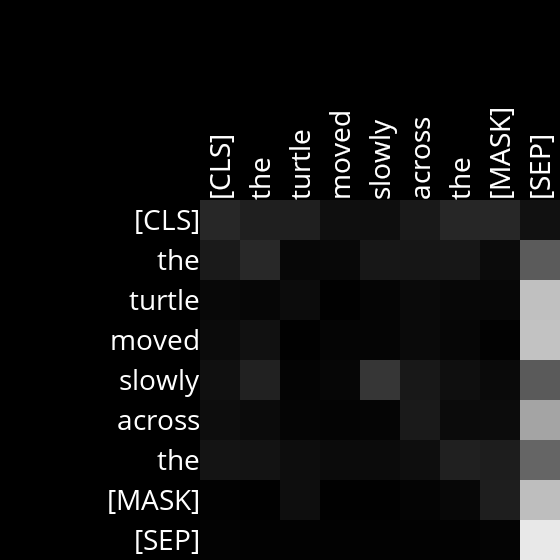 [CLS] the turtle moved slowly across the [MASK] [SEP]
[CLS]
the
turtle
moved
slowly
across
the
[MASK]
[SEP]